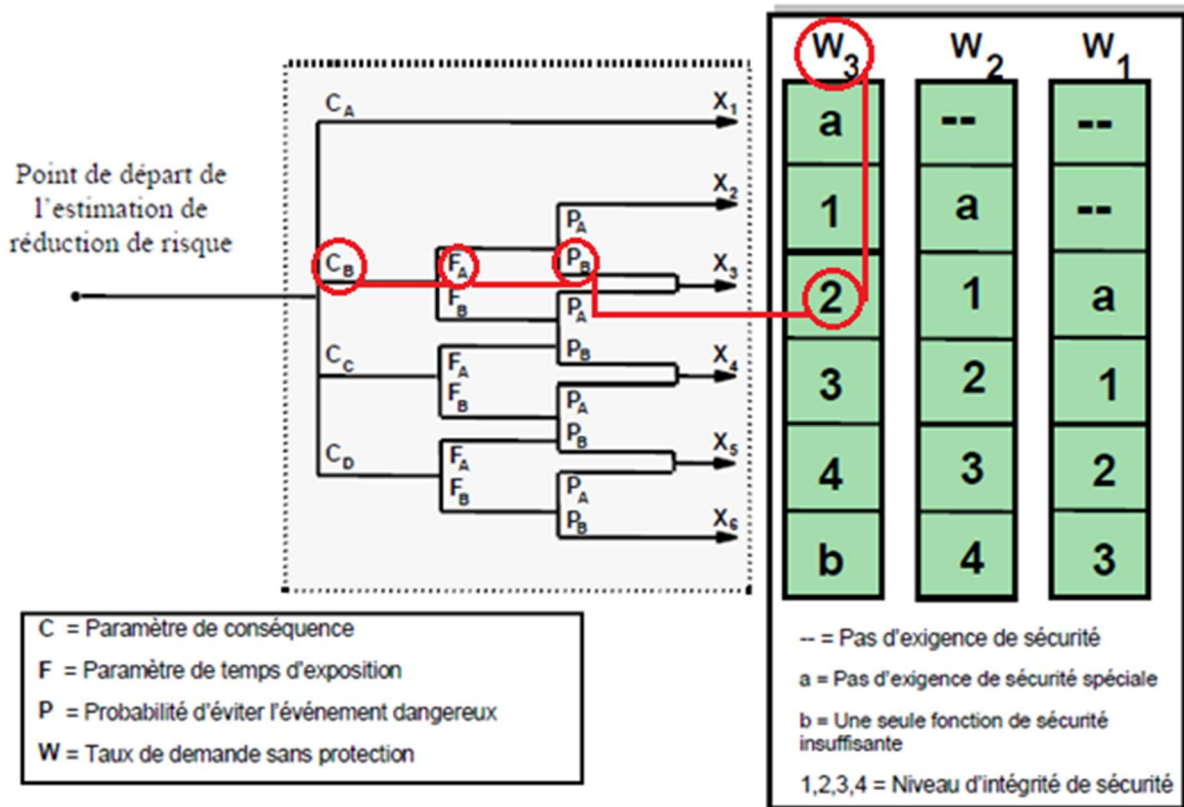 W3 W2 W1
Point de départ de
l'estimation de
réduction de risque
CA X1
X2
PA
CB FA PB X3
FB PA
CC FA PB X4
FB PA
CD FA PB X5
FB PA
PB X6
a -- --
1 a --
2 1 a
3 2 1
4 3 2
b 4 3
C = Paramètre de conséquence
F = Paramètre de temps d'exposition
P = Probabilité d'éviter l'événement dangereux
W = Taux de demande sans protection
-- = Pas d'exigence de sécurité
a = Pas d'exigence de sécurité spéciale
b = Une seule fonction de sécurité
insuffisante
1,2,3,4 = Niveau d'intégrité de sécurité